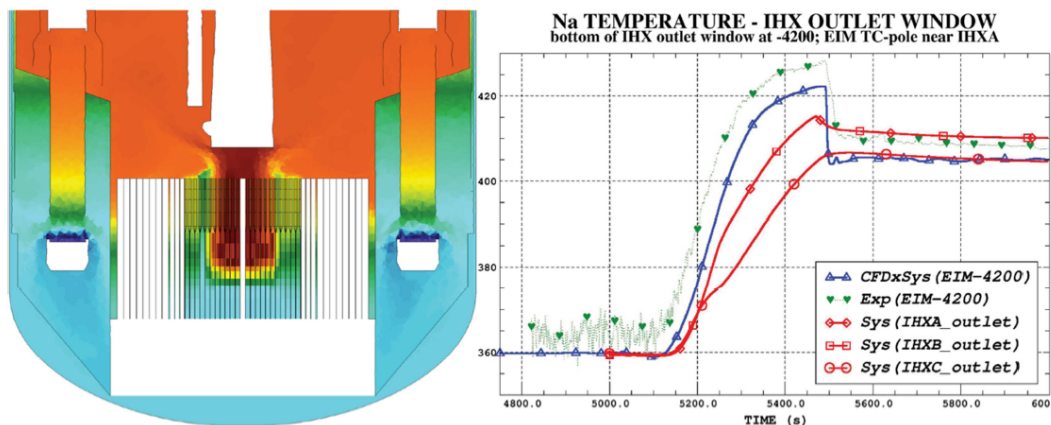 Na TEMPERATURE - IHX OUTLET WINDOW
bottom of IHX outlet window at -4200; EIM TC-pole near IHXA
420
400
380
360
CFDxSys(EIM-4200)
Exp(EIM-4200)
Sys(IHXA_outlet)
Sys(IHXB_outlet)
Sys(IHXC_outlet)
4800.0 5000.0 5200.0 5400.0 5600.0 5800.0 600
TIME (s)